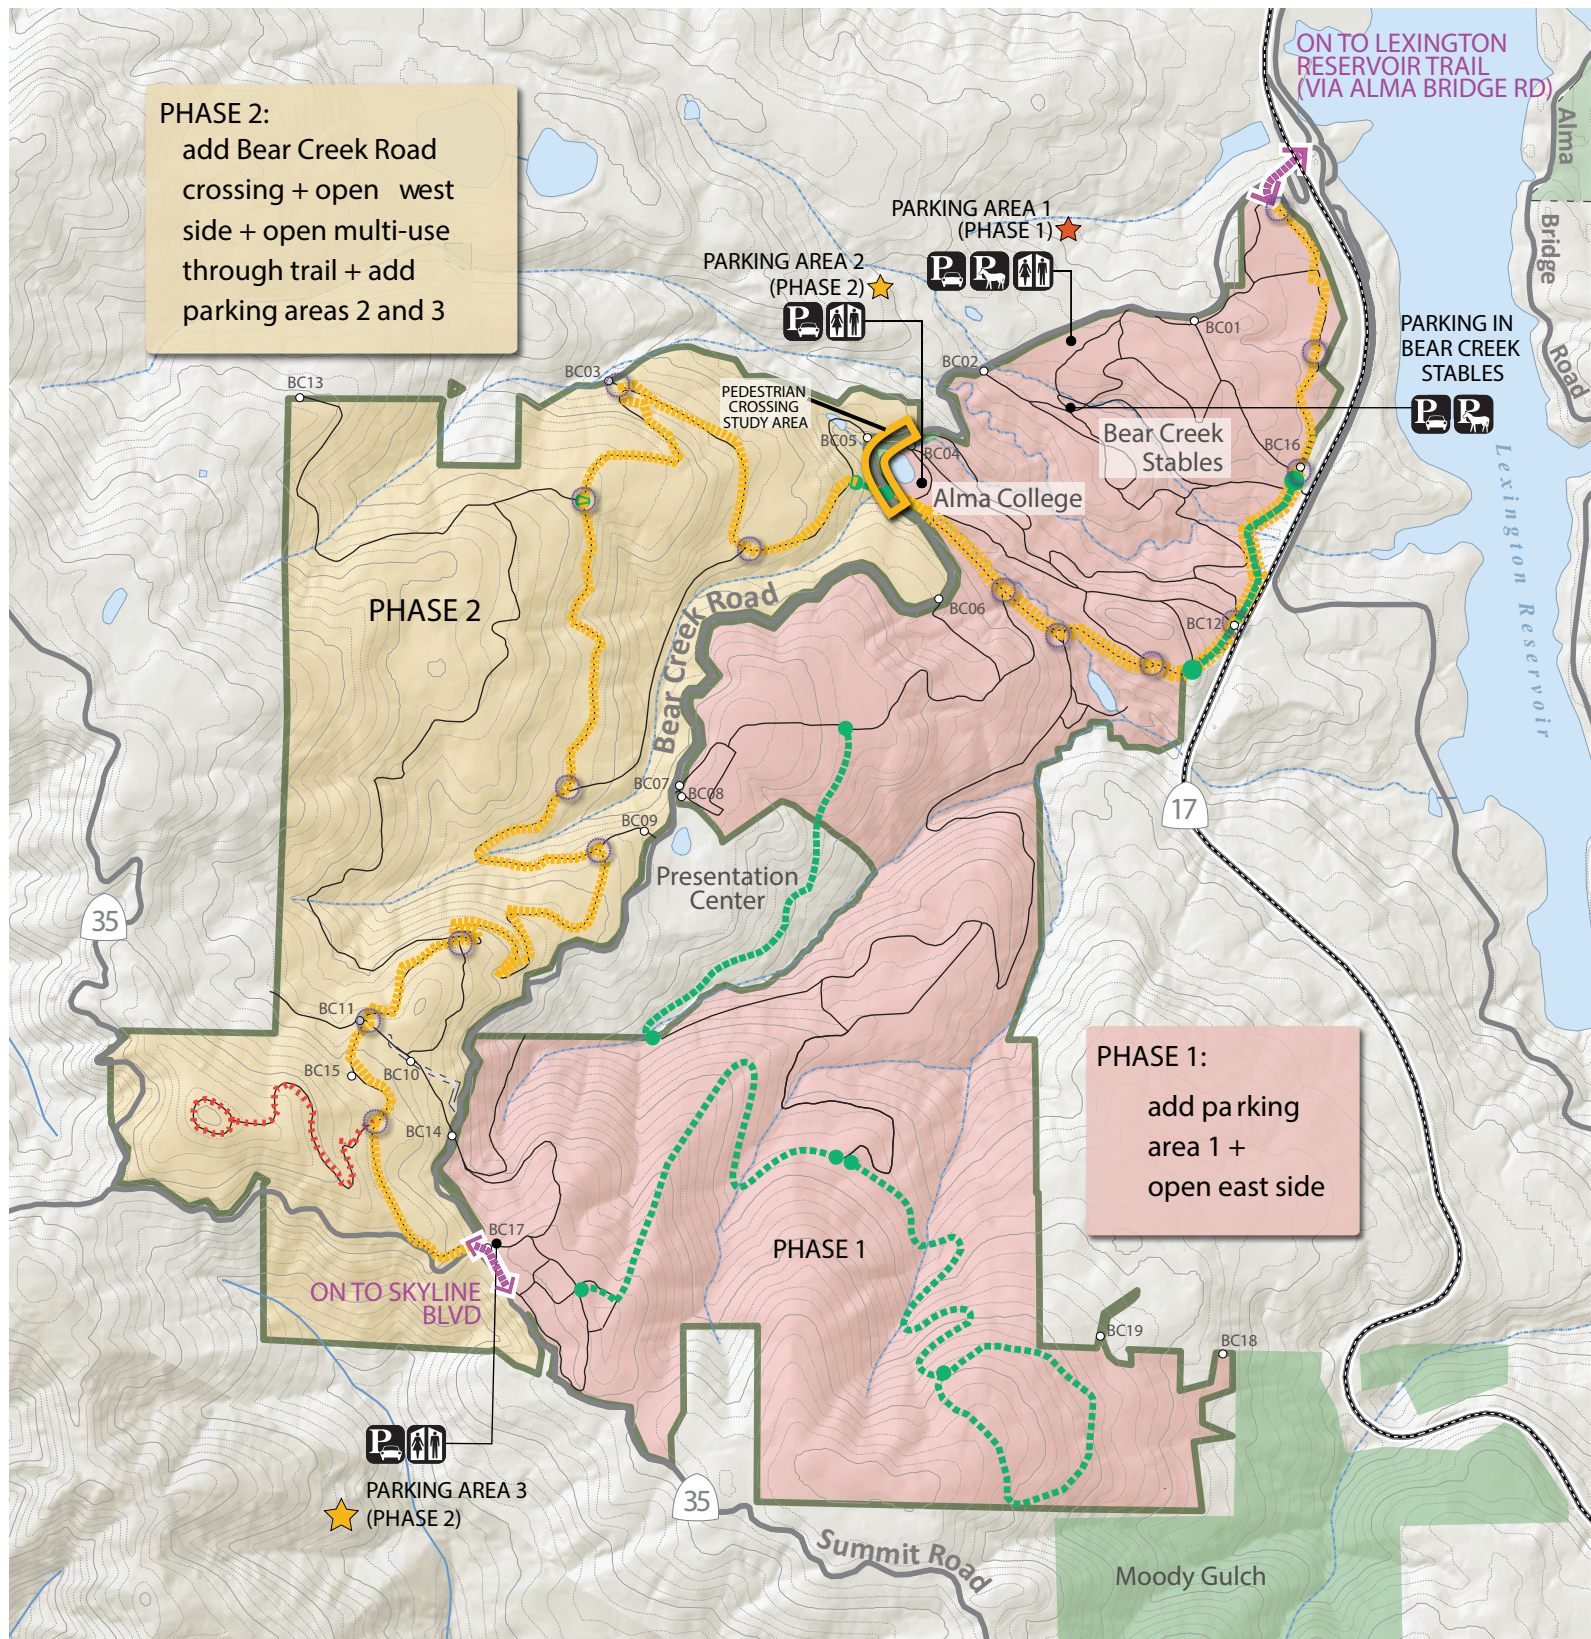 ON TO LEXINGTON
RESERVOIR TRAIL
(VIA ALMA BRIDGE RD)
Alma
Bridge
Road
PHASE 2:
add Bear Creek Road
crossing + open west
side + open multi-use
through trail + add
parking areas 2 and 3
PARKING AREA 1
(PHASE 1)
P
PARKING AREA 2
(PHASE 2)
P
BC01
PARKING IN
BEAR CREEK
STABLES
P
BC02
BC03
BC13
PEDESTRIAN
CROSSING
STUDY AREA
BC05
BC04
Bear Creek
Stables
BC16
Alma College
Lexington Reservoir
PHASE 2
Bear Creek Road
BC06
BC12
BC07
BC08
BC09
17
Presentation
Center
35
BC11
BC15
BC10
BC14
PHASE 1:
add parking
area 1 +
open east side
BC17
PHASE 1
ON TO SKYLINE
BLVD
BC19
BC18
P
PARKING AREA 3
(PHASE 2)
35
Summit Road
Moody Gulch